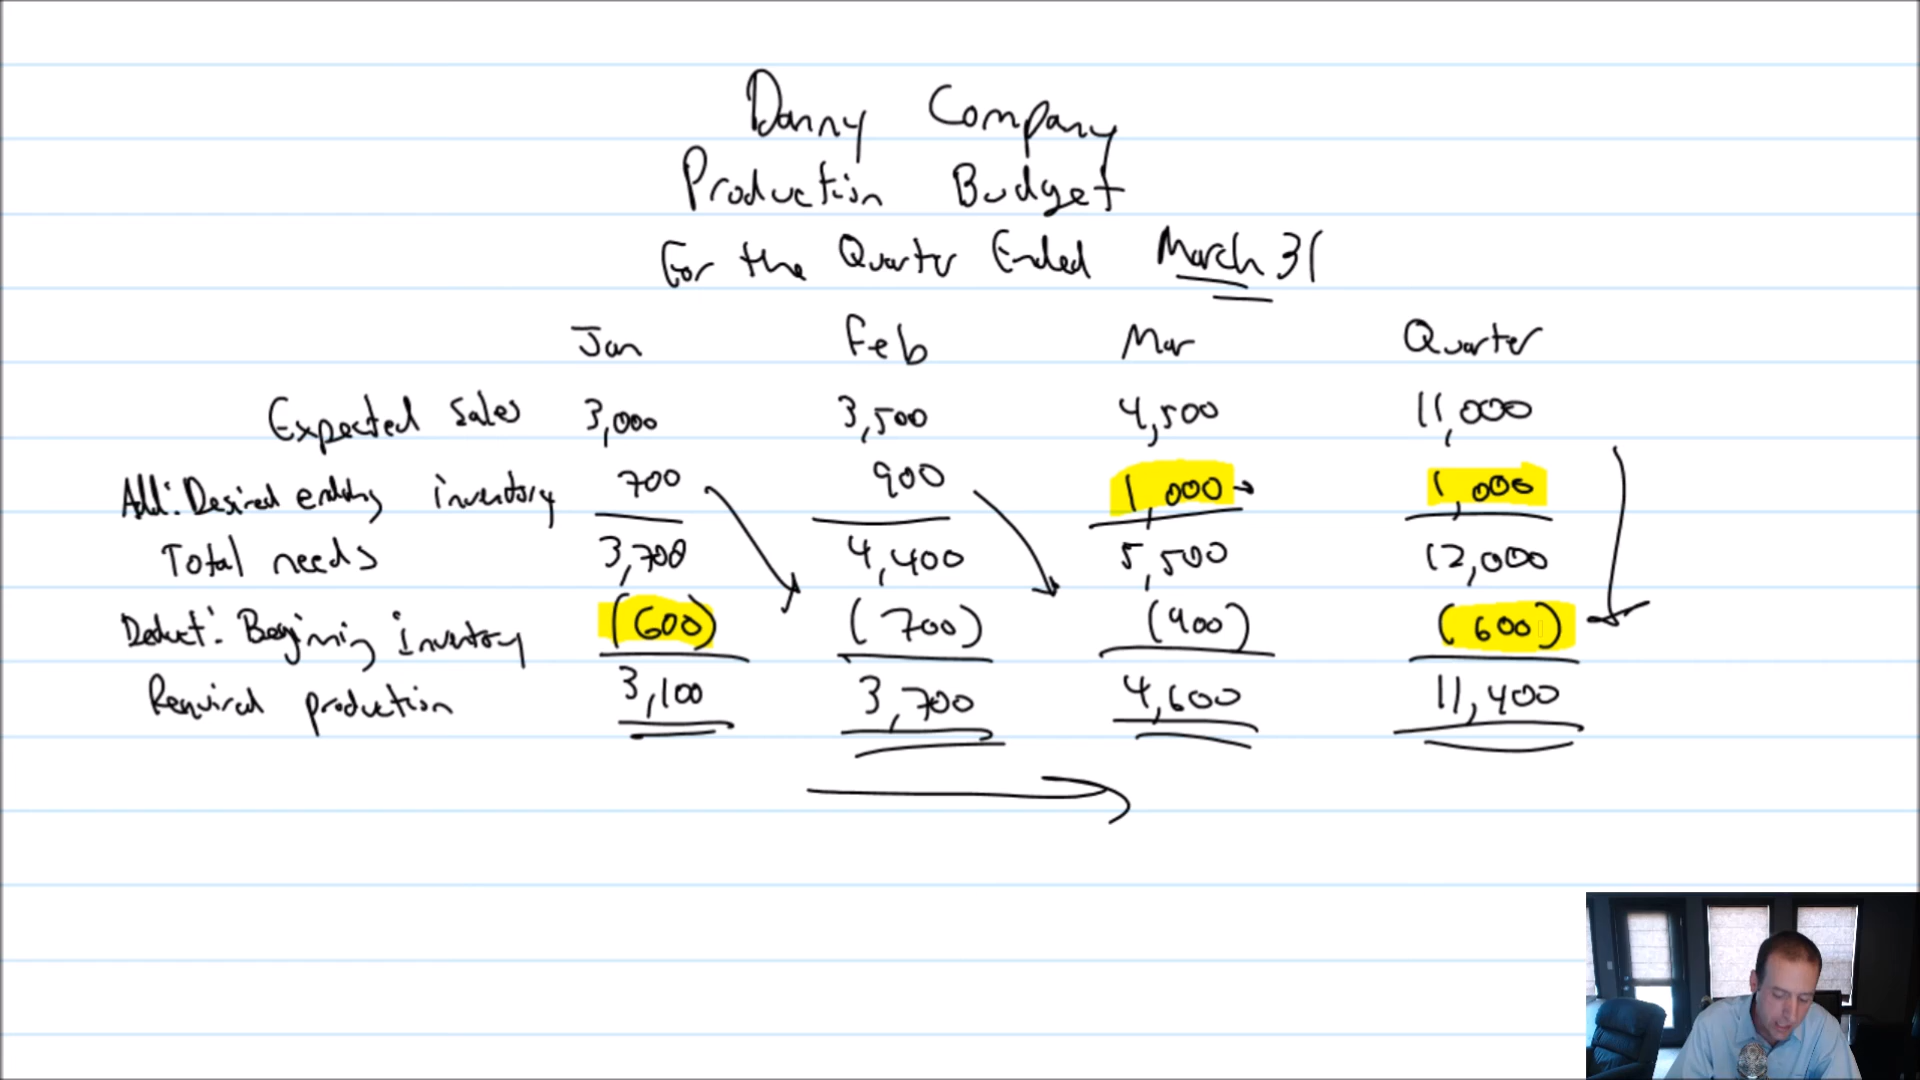 Danny Company
Production Budget
For the Quarter Ended March 31
Jan Feb Mar Quarter
Expected Sales 3,000 3,500 4,500 11,000
Add: Desired ending inventory 700 900 1,000 1,000
Total needs 3,700 4,400 5,500 12,000
Deduct: Beginning inventory (600) (700) (900) (600)
Required production 3,100 3,700 4,600 11,400